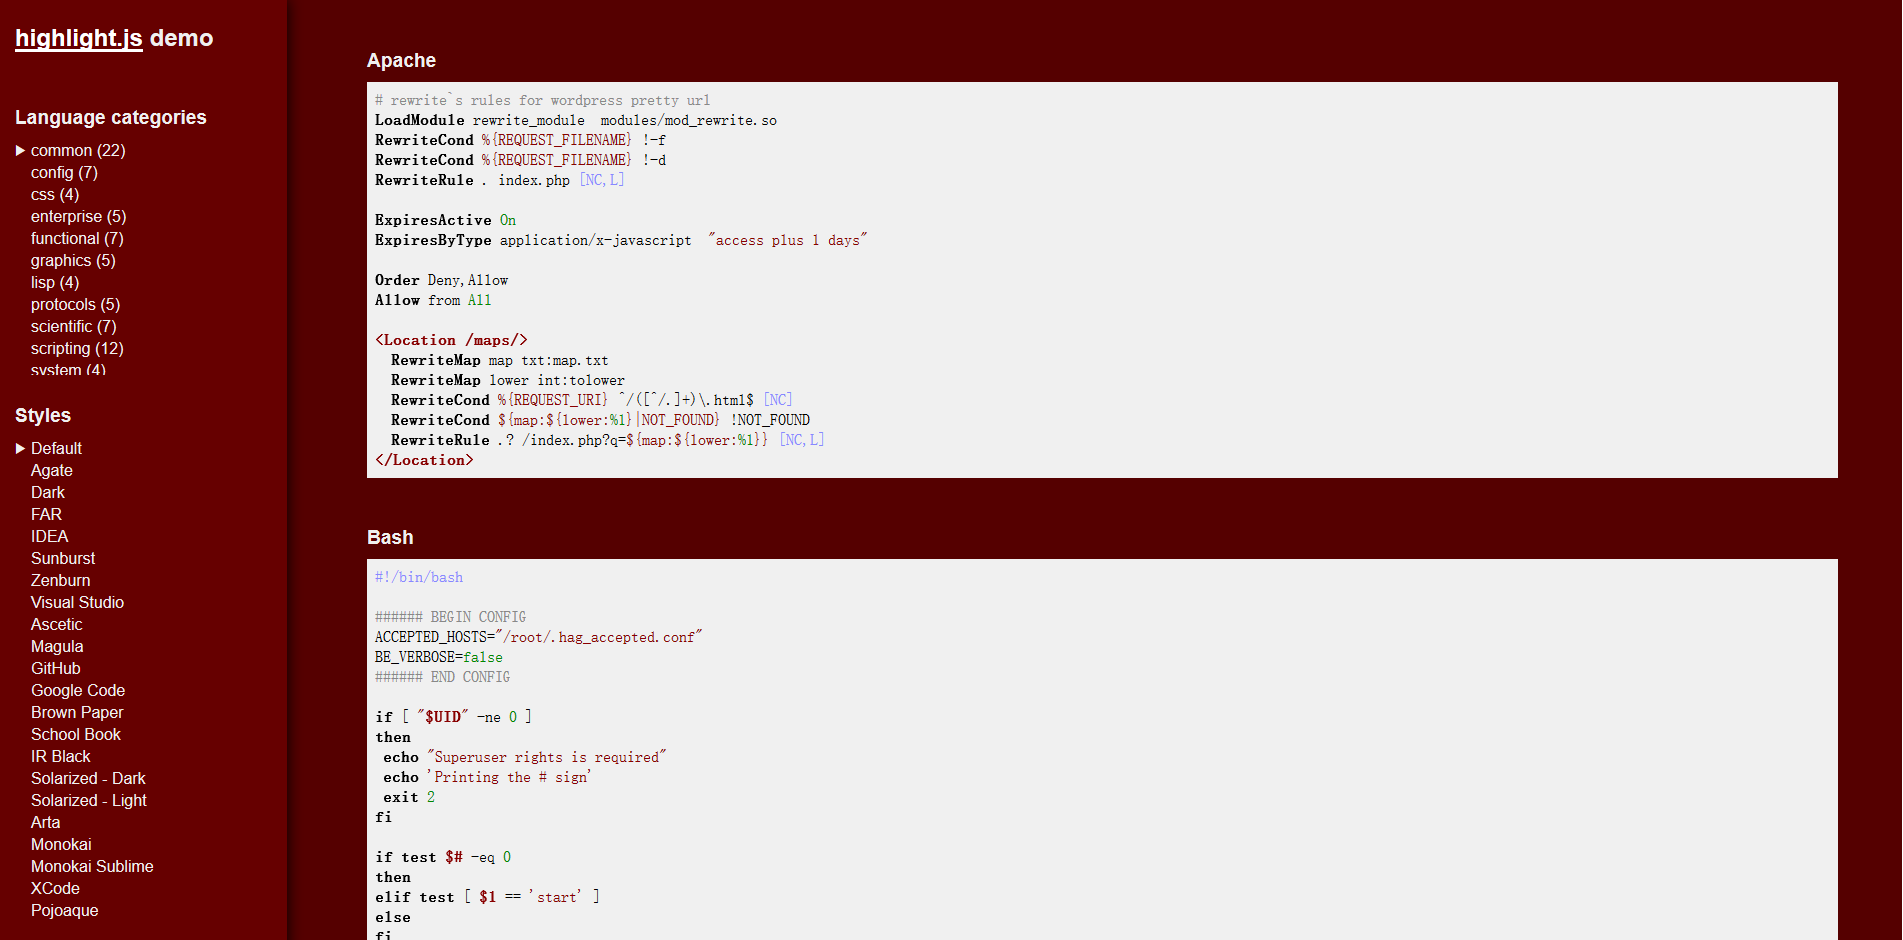 highlight.js demo
Language categories
common (22)
config (7)
css (4)
enterprise (5)
functional (7)
graphics (5)
lisp (4)
protocols (5)
scientific (7)
scripting (12)
system (4)
Styles
Default
Agate
Dark
FAR
IDEA
Sunburst
Zenburn
Visual Studio
Ascetic
Magula
GitHub
Google Code
Brown Paper
School Book
IR Black
Solarized - Dark
Solarized - Light
Arta
Monokai
Monokai Sublime
XCode
Pojoaque
Apache
# rewrite`s rules for wordpress pretty url
LoadModule rewrite_module  modules/mod_rewrite.so
RewriteCond %{REQUEST_FILENAME} !-f
RewriteCond %{REQUEST_FILENAME} !-d
RewriteRule . index.php [NC,L]
ExpiresActive On
ExpiresByType application/x-javascript  "access plus 1 days"
Order Deny,Allow
Allow from All
<Location /maps/>
  RewriteMap map txt:map.txt
  RewriteMap lower int:tolower
  RewriteCond %{REQUEST_URI} ^/([^/.]+)\.html$ [NC]
  RewriteCond ${map:${lower:%1}|NOT_FOUND} !NOT_FOUND
  RewriteRule .? /index.php?q=${map:${lower:%1}} [NC,L]
</Location>
Bash
#!/bin/bash
###### BEGIN CONFIG
ACCEPTED_HOSTS="/root/.hag_accepted.conf"
BE_VERBOSE=false
###### END CONFIG
if [ "$UID" -ne 0 ]
then
 echo "Superuser rights is required"
 echo 'Printing the # sign'
 exit 2
fi
if test $# -eq 0
then
elif test [ $1 == 'start' ]
else
fi